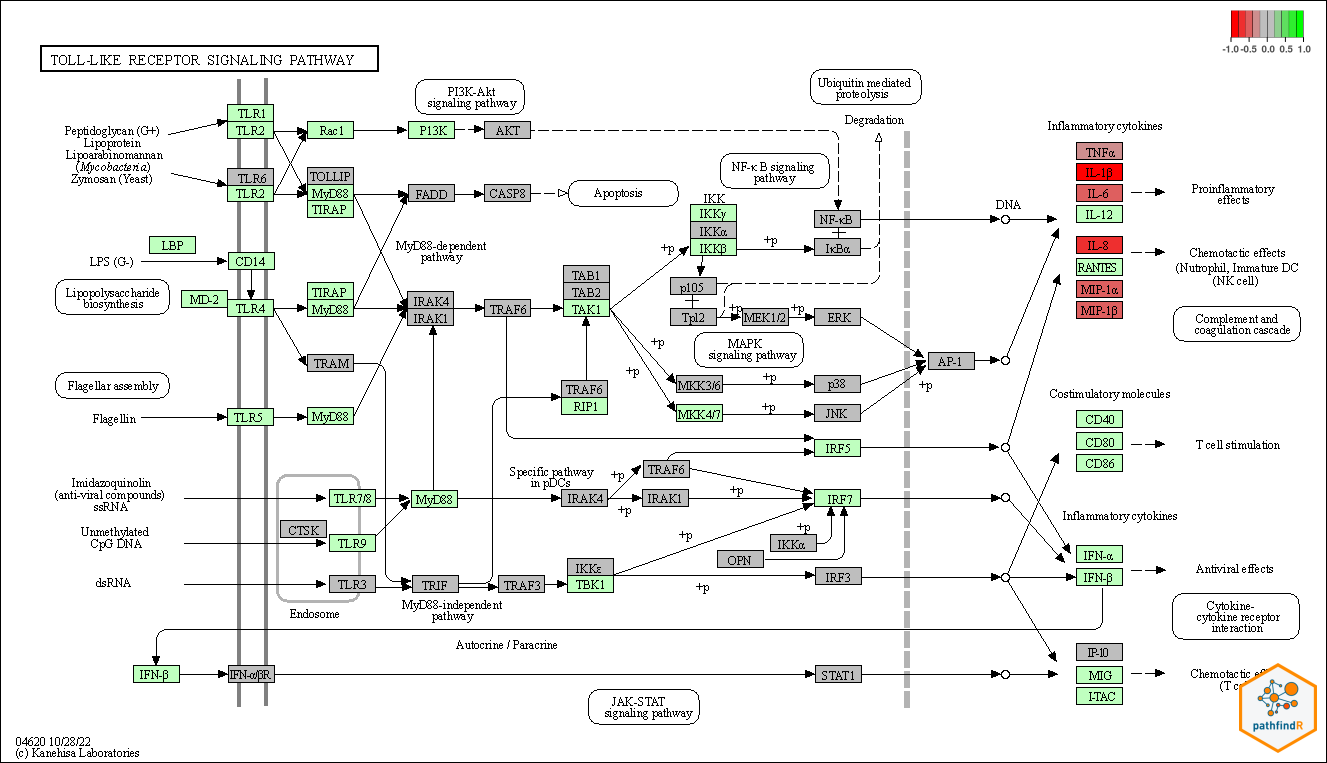 -1.0 -0.5 0.0 0.5 1.0
TOLL-LIKE RECEPTOR SIGNALING PATHWAY
PI3K-Akt
signaling pathway
Ubiquitin mediated
proteolysis
Degradation
Inflammatory cytokines
TLR1
TLR2
Rac1
P13K
AKT
Peptidoglycan (G+)
Lipoprotein
Lipoarabinomannan
(Mycobacteria)
Zymosan (Yeast)
TNFα
IL-1β
IL-6
IL-12
Proinflammatory
effects
NF-κB signaling
pathway
TLR6
TLR2
TOLLIP
MyD88
TIRAP
FADD
CASP8
Apoptosis
IKK
IKKγ
IKKα
IKKβ
+p
+p
NF-κB
IκBα
DNA
LBP
LPS (G-)
CD14
MyD88-dependent
pathway
IL-8
RANTES
MIP-1α
MIP-1β
Chemotactic effects
(Nutrophil, Immature DC
(NK cell)
Lipopolysaccharide
biosynthesis
MD-2
TLR4
TIRAP
MyD88
IRAK4
IRAK1
TRAF6
TAB1
TAB2
TAK1
p105
Tpl2
+p
MEK1/2
+p
ERK
Complement and
coagulation cascade
MAPK
signaling pathway
+p
+p
TRAM
AP-1
+p
Flagellar assembly
TRAF6
RIP1
MKK3/6
+p
p38
MKK4/7
+p
JNK
Flagellin
TLR5
MyD88
Costimulatory molecules
CD40
CD80
CD86
T cell stimulation
IRF5
Imidazoquinolin
(anti-viral compounds)
ssRNA
TLR7/8
MyD88
Specific pathway
in pDCs
IRAK4
+p
+p
TRAF6
IRAK1
+p
IRF7
Unmethylated
CpG DNA
CTSK
TLR9
+p
+p
IKKα
OPN
Inflammatory cytokines
IFN-α
IFN-β
Antiviral effects
dsRNA
TLR3
TRIF
TRAF3
IKKε
TBK1
+p
IRF3
Endosome
MyD88-independent
pathway
Cytokine-
cytokine receptor
interaction
Autocrine / Paracrine
IFN-β
IFN-α/βR
STAT1
IP-10
MIG
I-TAC
Chemotactic
(T
JAK-STAT
signaling pathway
pathfindR
04620 10/28/22
(c) Kanehisa Laboratories